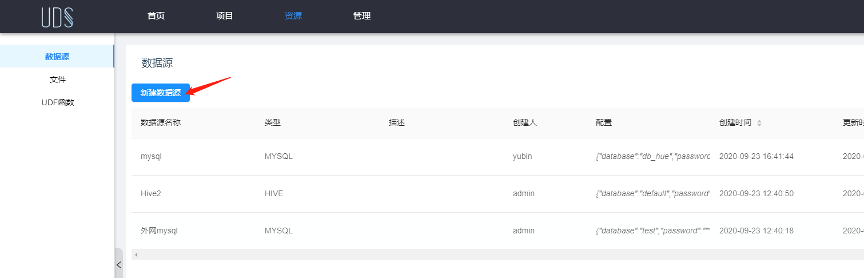 UDS 首页 项目 资源 管理
数据源
文件
UDF函数
数据源
新建数据源
数据源名称 类型 描述 创建人 配置 创建时间 更新时
mysql MYSQL yubin {"database":"db_hue","password 2020-09-23 16:41:44 2020-
Hive2 HIVE admin {"database":"default","password" 2020-09-23 12:40:50 2020-
外网mysql MYSQL admin {"database":"test","password":"" 2020-09-23 12:40:18 2020-